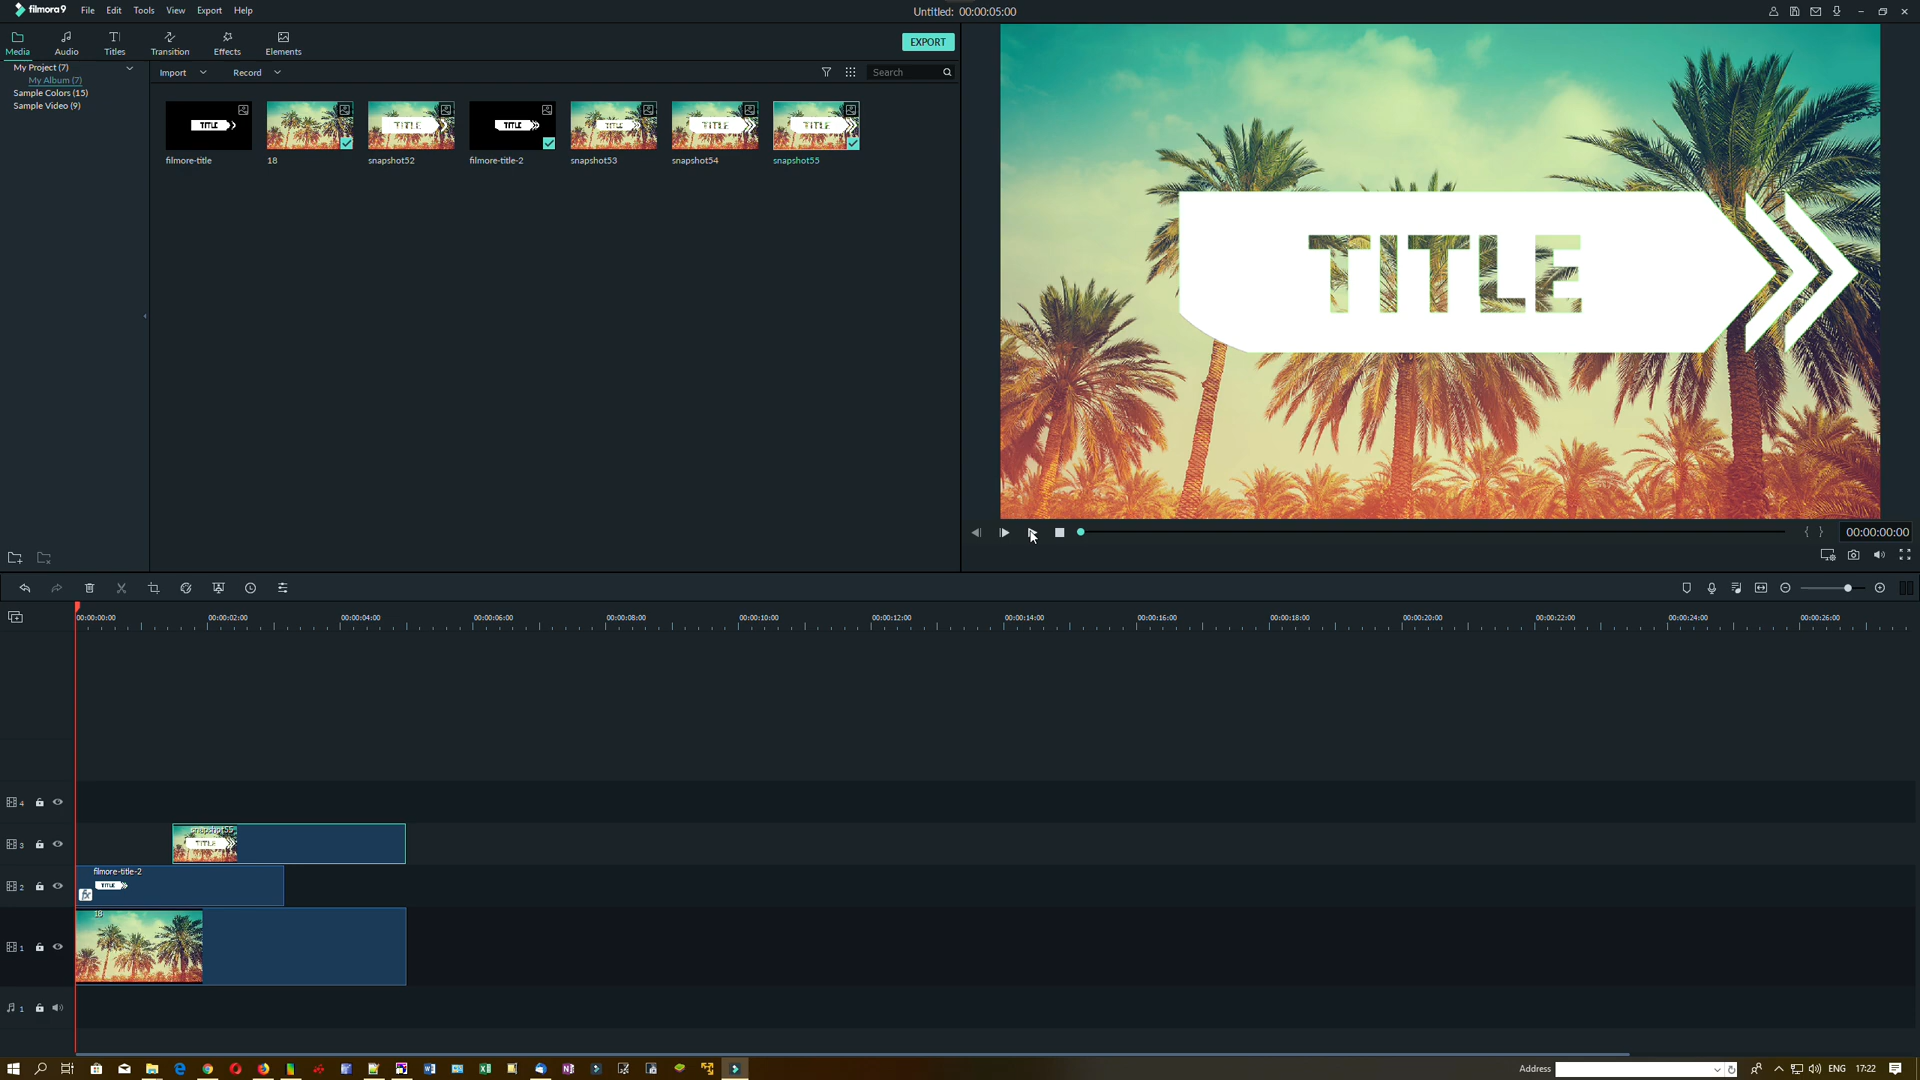 filmora9 File Edit Tools View Export Help Untitled: 00:00:05:00
Media Audio Titles Transition Effects Elements EXPORT
My Project (7) Import Record Search
My Album (7)
Sample Colors (15)
Sample Video (9)
TITLE TITLE TITLE TITLE TITLE TITLE
filmore-title 18 snapshot52 filmore-title-2 snapshot53 snapshot54 snapshot55
TITLE
00:00:00:00
00:00:00:00 00:00:02:00 00:00:04:00 00:00:06:00 00:00:08:00 00:00:10:00 00:00:12:00 00:00:14:00 00:00:16:00 00:00:18:00 00:00:20:00 00:00:22:00 00:00:24:00 00:00:26:00
4
snapshot55
3 TITLE
filmore-title-2
2 TITLE
fx
18
1
1
Address ENG 17:22